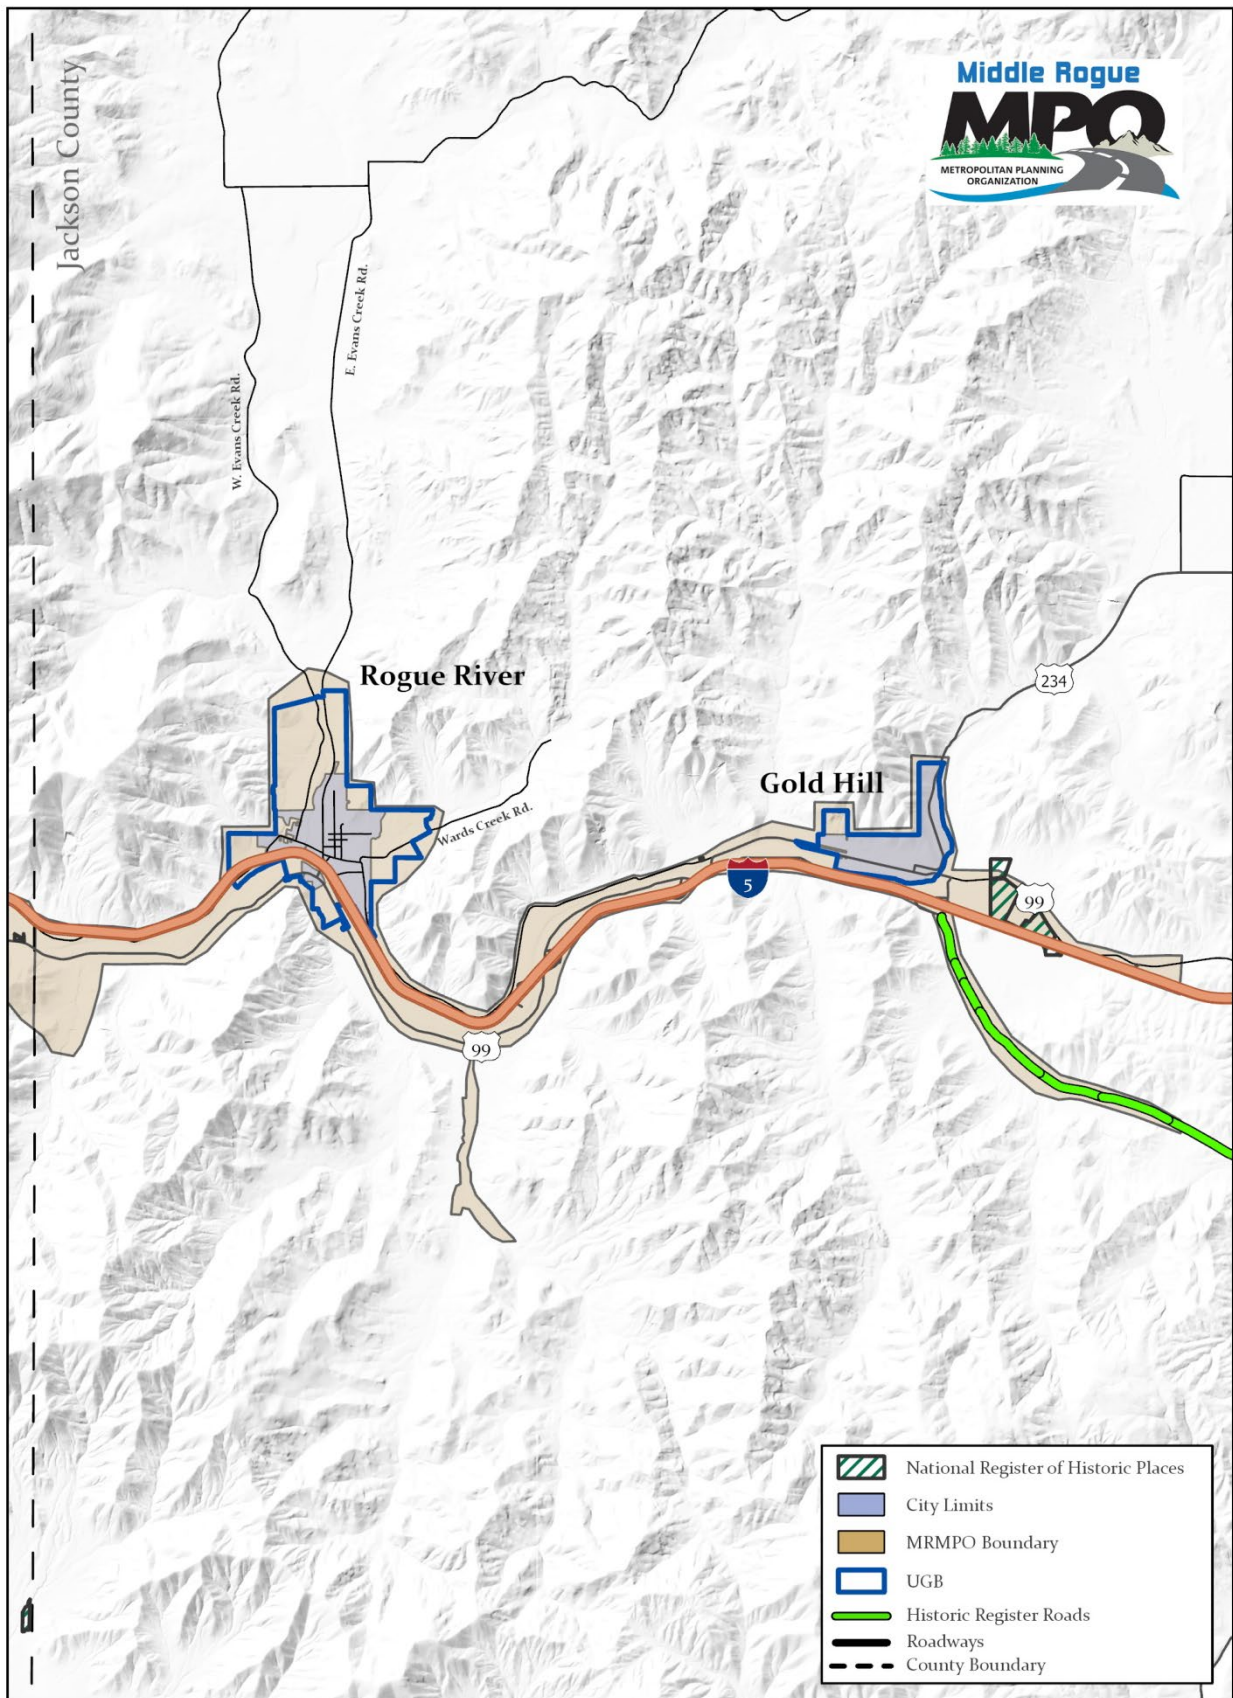 Middle Rogue
MPO
METROPOLITAN PLANNING
ORGANIZATION
Jackson County
E. Evans Creek Rd.
W. Evans Creek Rd.
Rogue River
234
Gold Hill
Wards Creek Rd.
5
99
99
National Register of Historic Places
City Limits
MRMPO Boundary
UGB
Historic Register Roads
Roadways
County Boundary